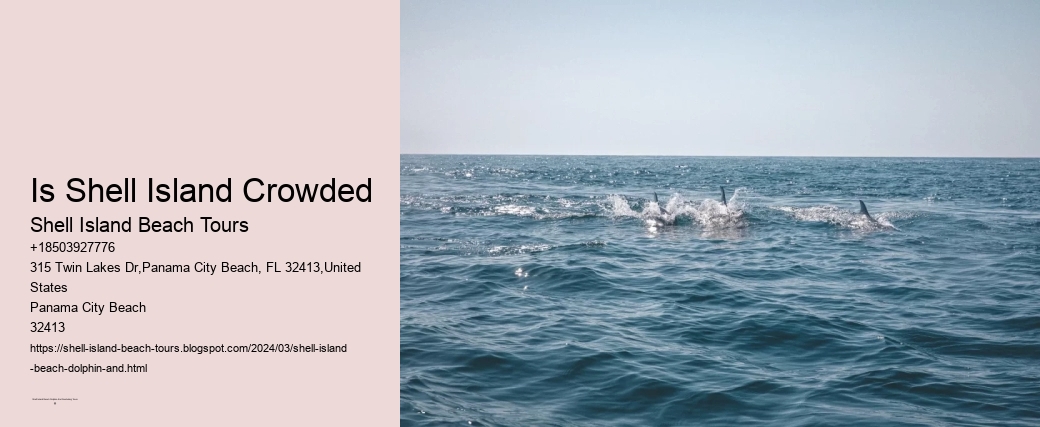 Is Shell Island Crowded
Shell Island Beach Tours
+18503927776
315 Twin Lakes Dr,Panama City Beach, FL 32413,United
States
Panama City Beach
32413
https://shell-island-beach-tours.blogspot.com/2024/03/shell-island
-beach-dolphin-and.html